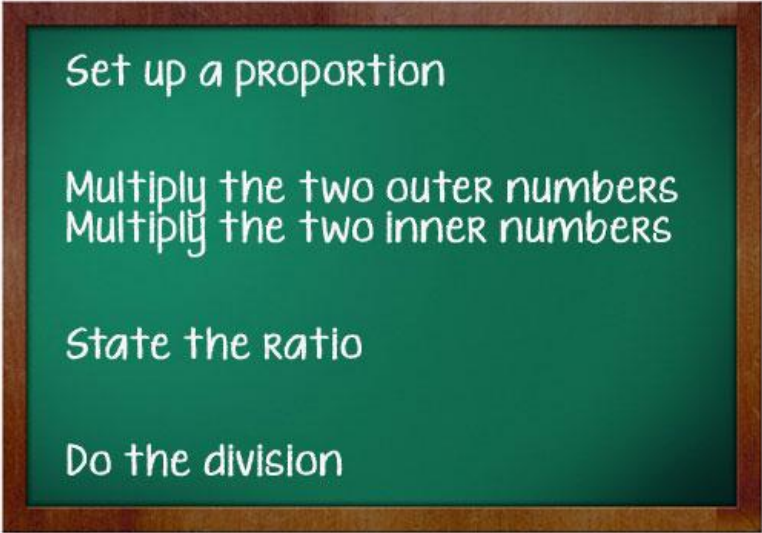 Set up a proportion
Multiply the two outer numbers
Multiply the two inner numbers
State the ratio
Do the division